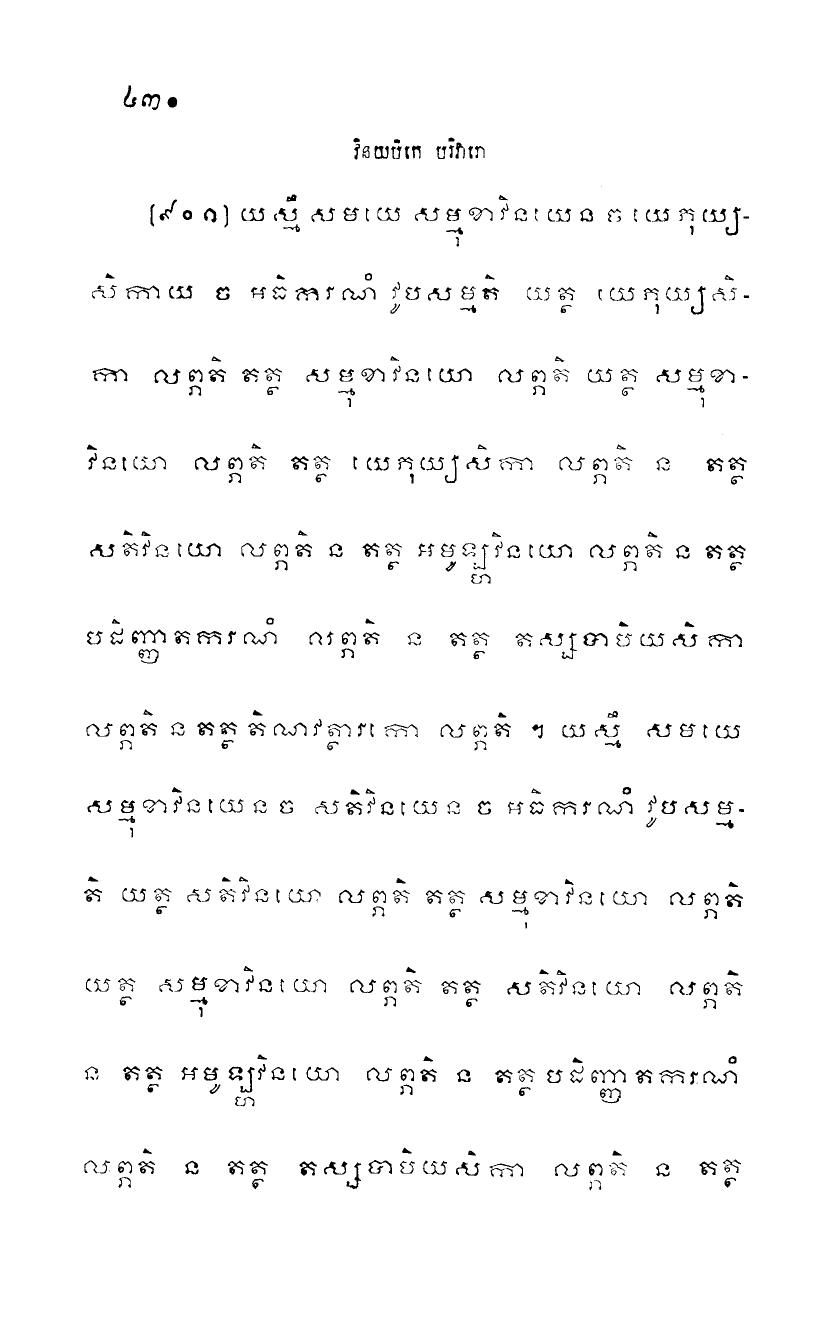 ៤៣០
វិនយបិដកេ បរិវារោ
[៩០១] យស្មឹ សមយេ សម្មុខាវិនយេន ច យេភុយ្យ-
សិកាយ ច អធិករណំ វូបសម្មតិ យត្ថ យេភុយ្យសិ-
កា លព្ភតិ តត្ថ សម្មុខាវិនយោ លព្ភតិ យត្ថ សម្មុខា-
វិនយោ លព្ភតិ តត្ថ យេភុយ្យសិកា លព្ភតិ ន តត្ថ
សតិវិនយោ លព្ភតិ ន តត្ថ អមូឡ្ហវិនយោ លព្ភតិ ន តត្ថ
បដិញ្ញាតករណំ លព្ភតិ ន តត្ថ តស្សបាបិយសិកា
លព្ភតិ ន តត្ថ តិណវត្ថារកោ លព្ភតិ ។ យស្មឹ សមយេ
សម្មុខាវិនយេន ច សតិវិនយេន ច អធិករណំ វូបសម្ម-
តិ យត្ថ សតិវិនយោ លព្ភតិ តត្ថ សម្មុខាវិនយោ លព្ភតិ
យត្ថ សម្មុខាវិនយោ លព្ភតិ តត្ថ សតិវិនយោ លព្ភតិ
ន តត្ថ អមូឡ្ហវិនយោ លព្ភតិ ន តត្ថ បដិញ្ញាតករណំ
លព្ភតិ ន តត្ថ តស្សបាបិយសិកា លព្ភតិ ន តត្ថ